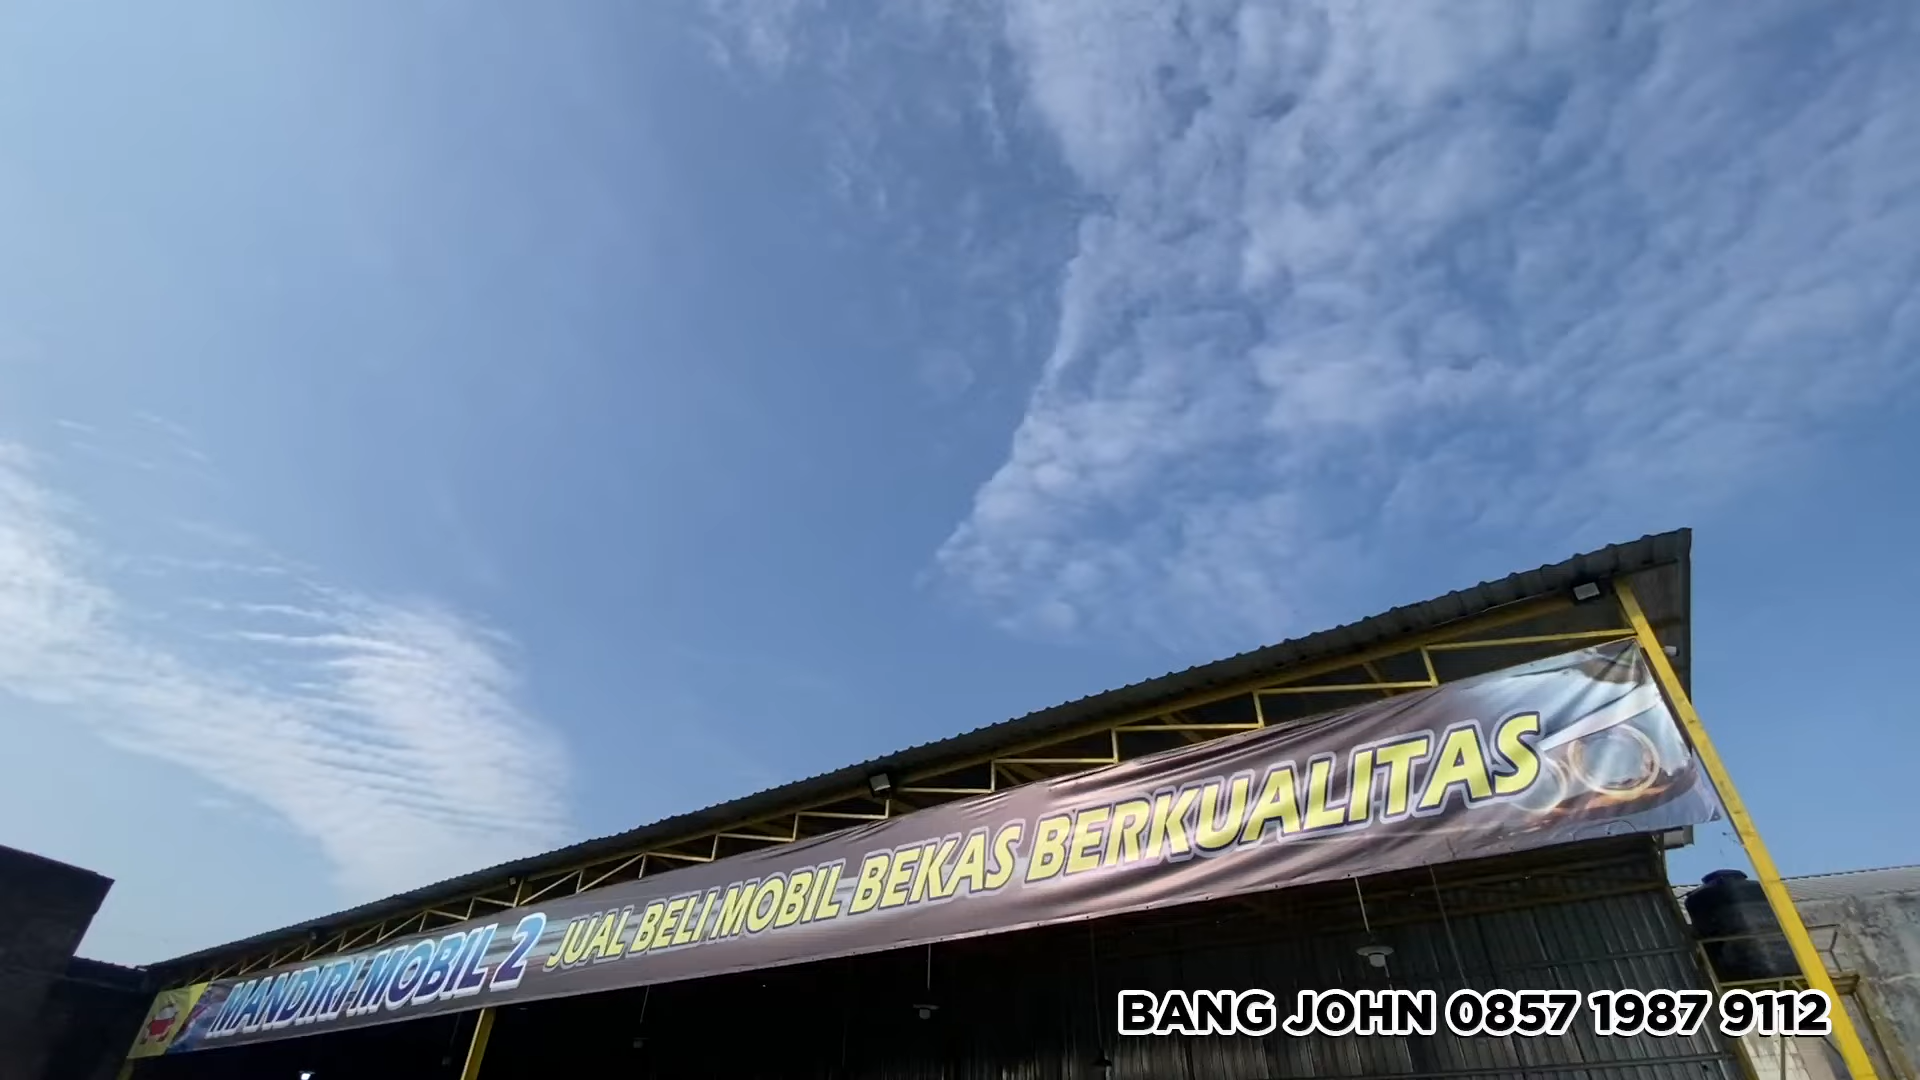 MANDIRI MOBIL 2 JUAL BELI MOBIL BEKAS BERKUALITAS
BANG JOHN 0857 1987 9112